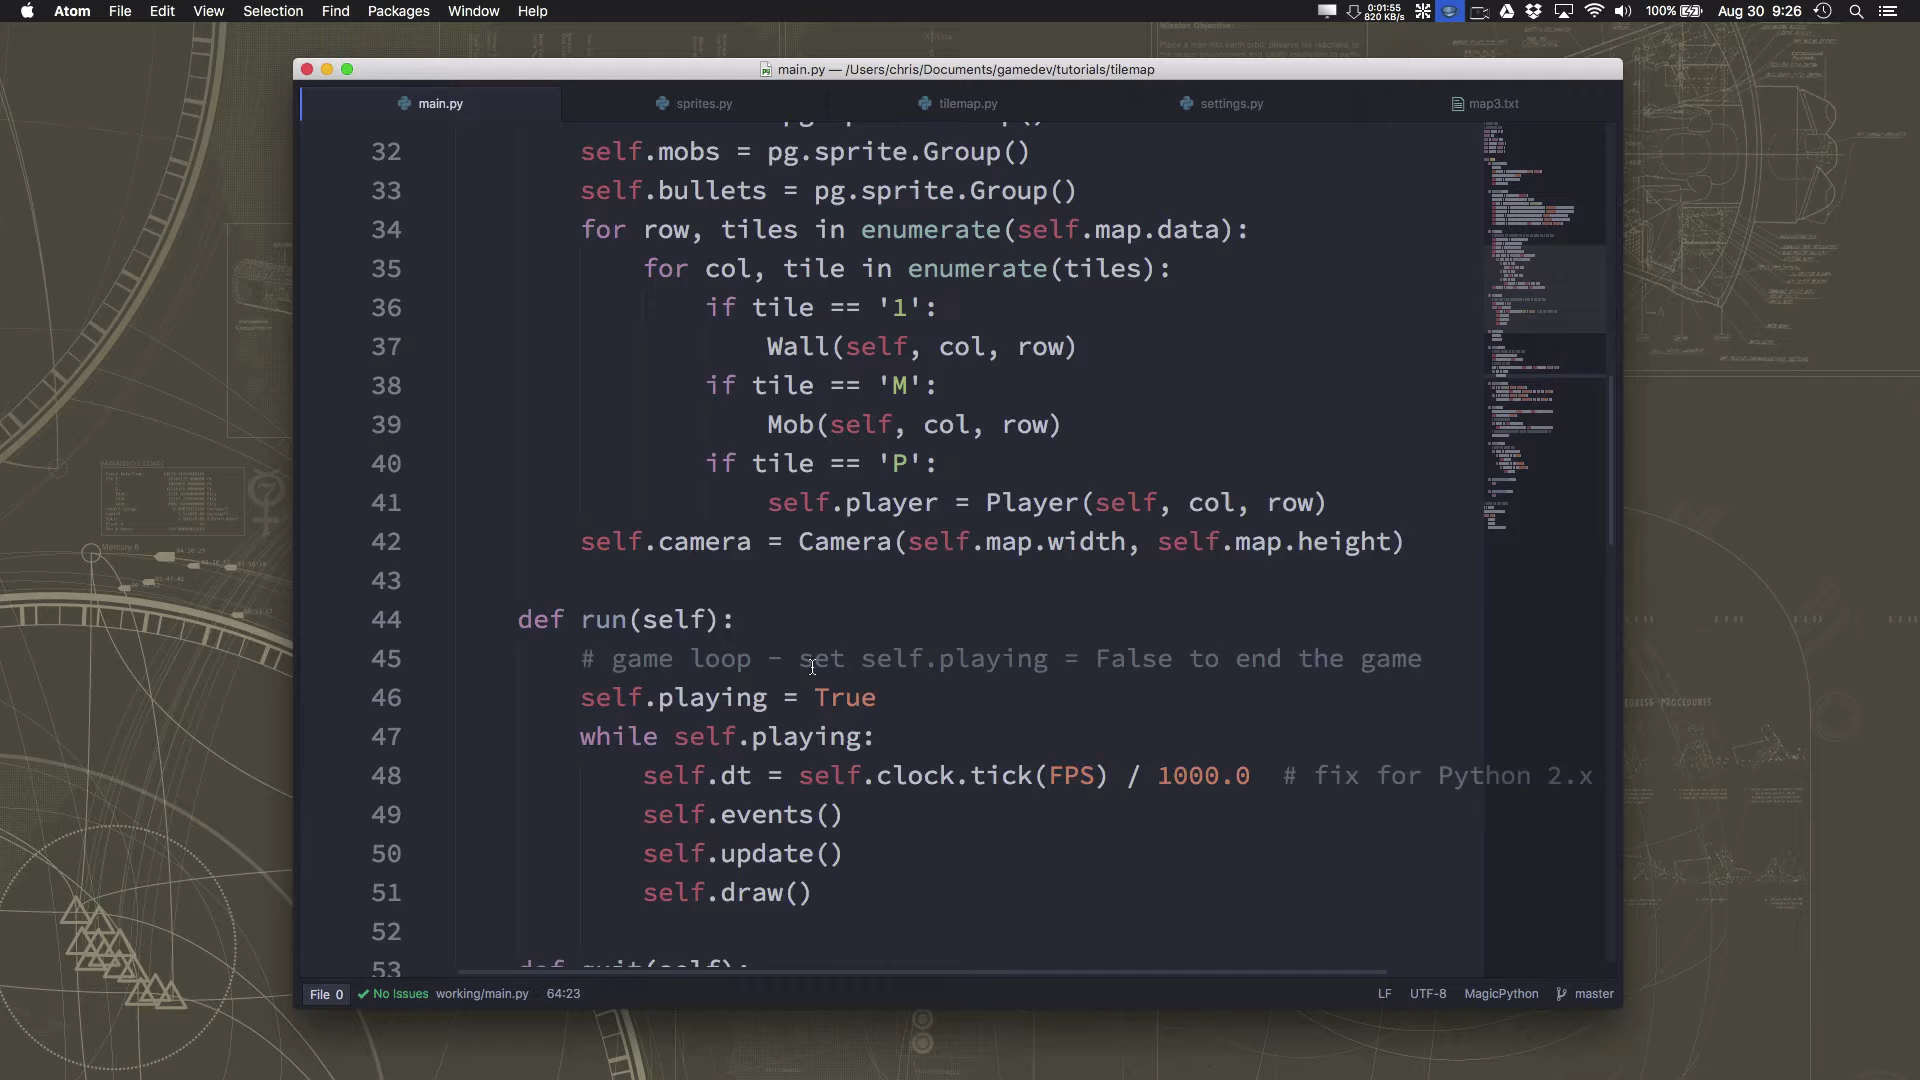 Atom File Edit View Selection Find Packages Window Help
0:01:55
820 KB/s
100% Aug 30 9:26
main.py — /Users/chris/Documents/gamedev/tutorials/tilemap
main.py sprites.py tilemap.py settings.py map3.txt
32 self.mobs = pg.sprite.Group()
33 self.bullets = pg.sprite.Group()
34 for row, tiles in enumerate(self.map.data):
35 for col, tile in enumerate(tiles):
36 if tile == '1':
37 Wall(self, col, row)
38 if tile == 'M':
39 Mob(self, col, row)
40 if tile == 'P':
41 self.player = Player(self, col, row)
42 self.camera = Camera(self.map.width, self.map.height)
43
44 def run(self):
45 # game loop - set self.playing = False to end the game
46 self.playing = True
47 while self.playing:
48 self.dt = self.clock.tick(FPS) / 1000.0 # fix for Python 2.x
49 self.events()
50 self.update()
51 self.draw()
52
53 def quit(self):
File 0 No Issues working/main.py 64:23 LF UTF-8 MagicPython master